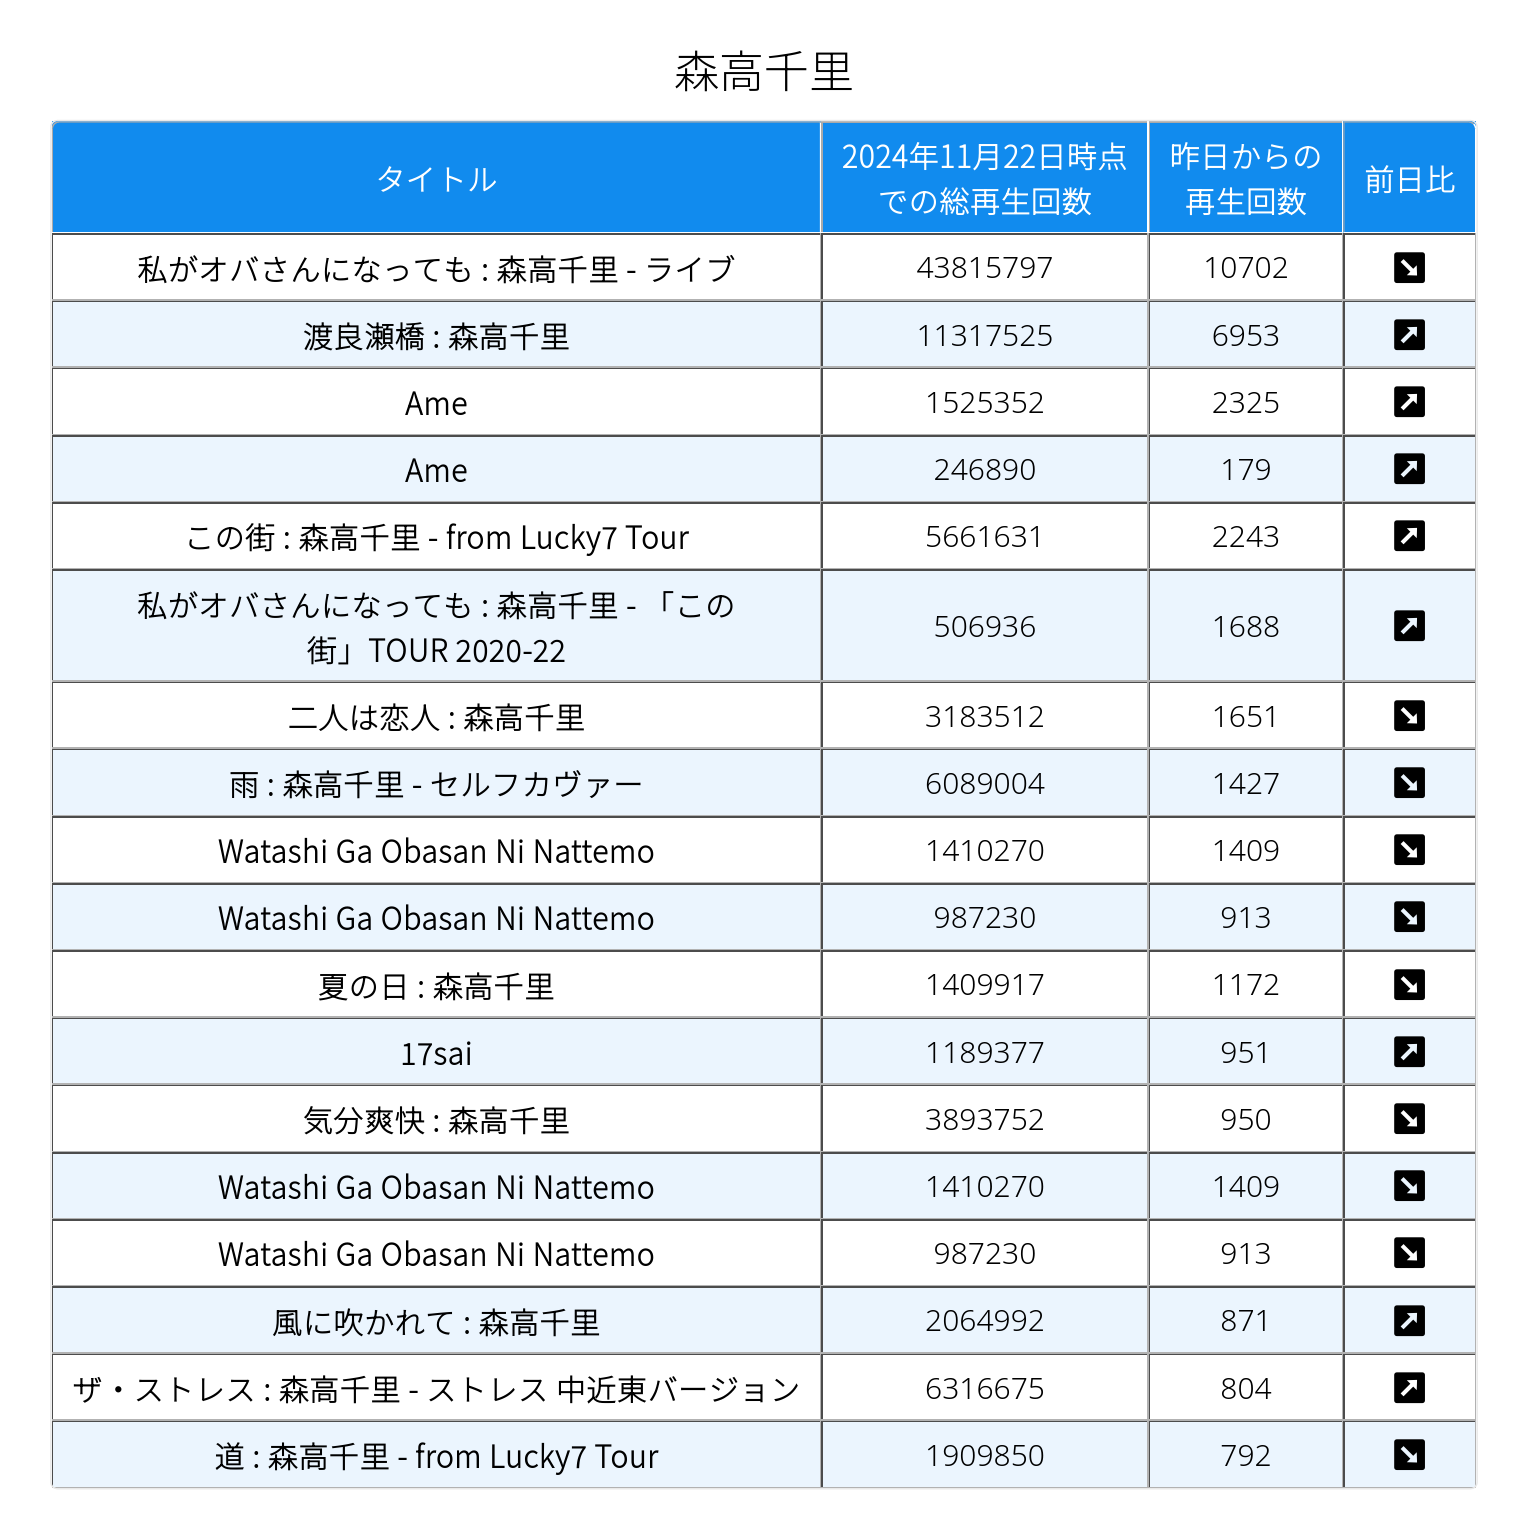 森高千里
タイトル
2024年11月22日時点
での総再生回数
昨日からの
再生回数
前日比
私がオバさんになっても : 森高千里 - ライブ 43815797 10702
渡良瀬橋 : 森高千里 11317525 6953
Ame 1525352 2325
Ame 246890 179
この街 : 森高千里 - from Lucky7 Tour 5661631 2243
私がオバさんになっても : 森高千里 - 「この
街」TOUR 2020-22 506936 1688
二人は恋人 : 森高千里 3183512 1651
雨 : 森高千里 - セルフカヴァー 6089004 1427
Watashi Ga Obasan Ni Nattemo 1410270 1409
Watashi Ga Obasan Ni Nattemo 987230 913
夏の日 : 森高千里 1409917 1172
17sai 1189377 951
気分爽快 : 森高千里 3893752 950
Watashi Ga Obasan Ni Nattemo 1410270 1409
Watashi Ga Obasan Ni Nattemo 987230 913
風に吹かれて : 森高千里 2064992 871
ザ・ストレス : 森高千里 - ストレス 中近東バージョン 6316675 804
道 : 森高千里 - from Lucky7 Tour 1909850 792